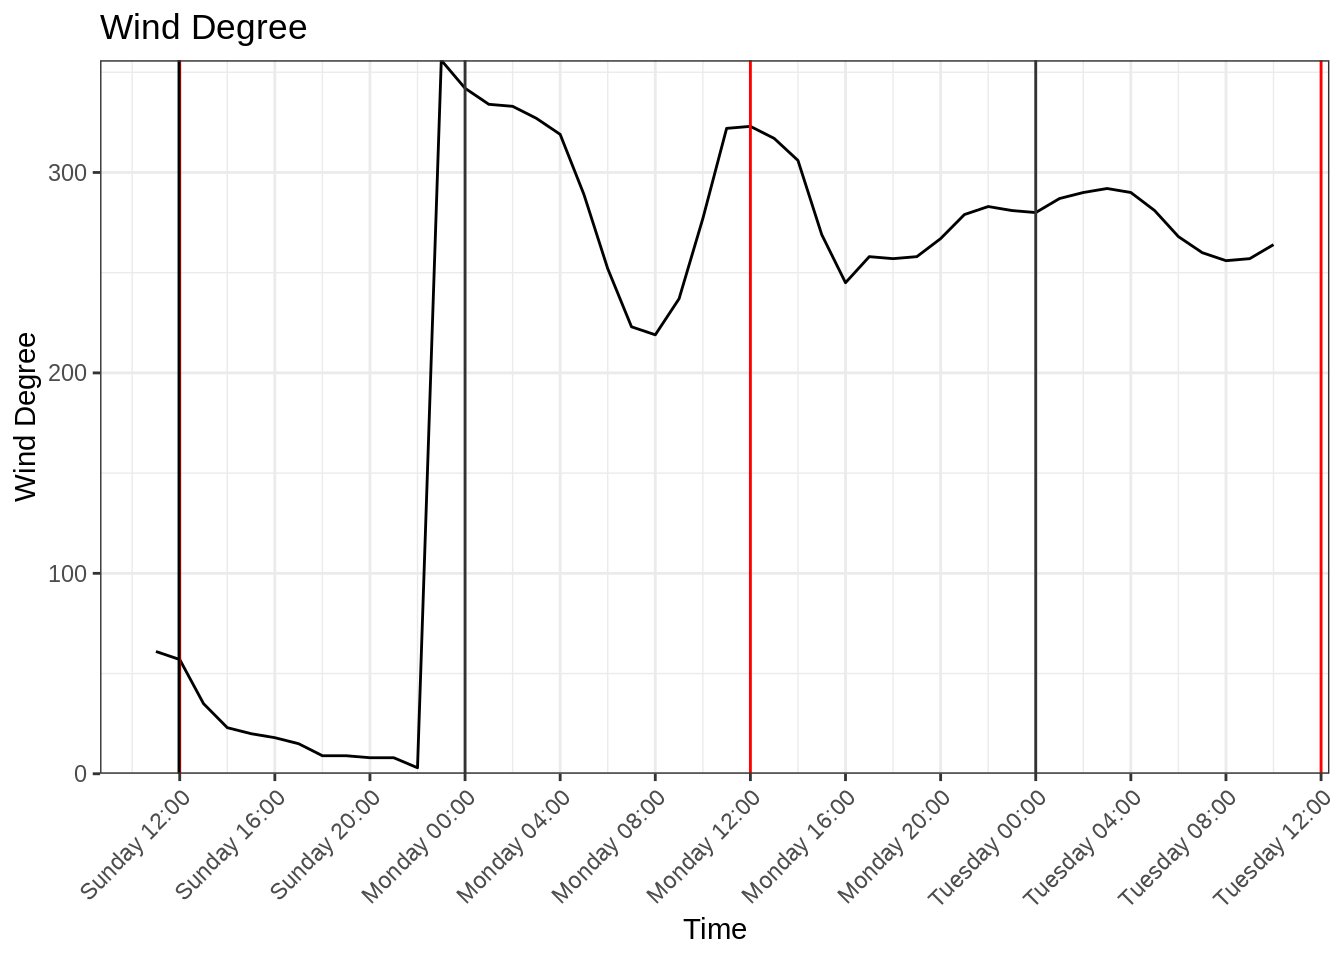 Wind Degree
Wind Degree
300
200
100
0
Sunday 12:00
Sunday 16:00
Sunday 20:00
Monday 00:00
Monday 04:00
Monday 08:00
Monday 12:00
Monday 16:00
Monday 20:00
Tuesday 00:00
Tuesday 04:00
Tuesday 08:00
Tuesday 12:00
Time